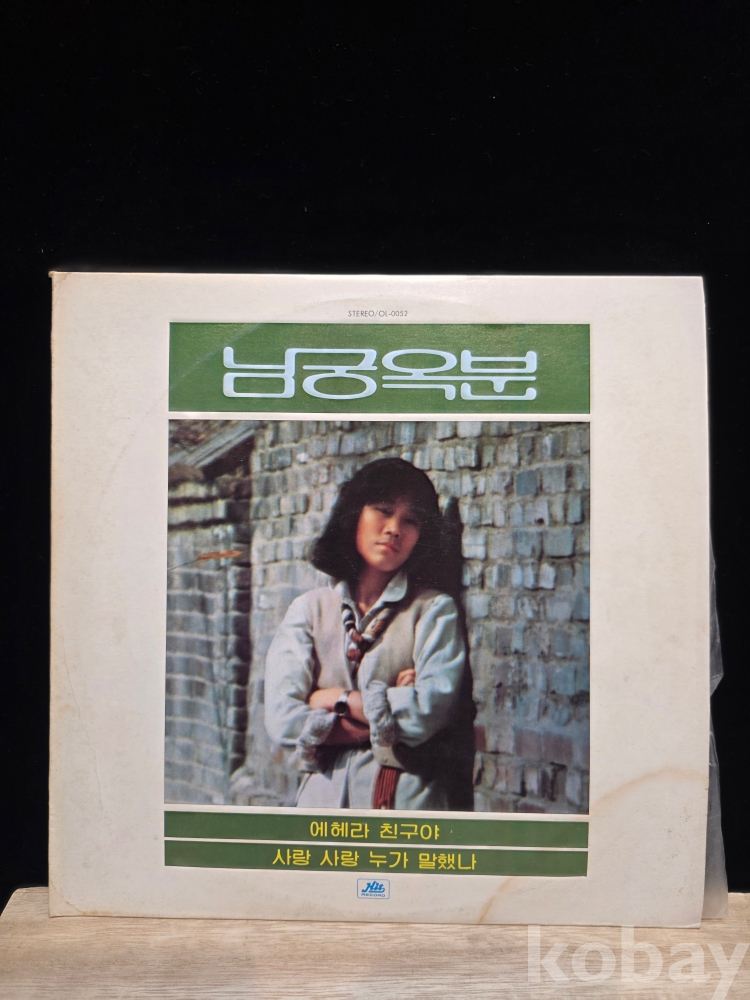 STEREO/OL-0052
남궁옥분
에헤라 친구야
사랑 사랑 누가 말했나
Hit
RECORD
kobay